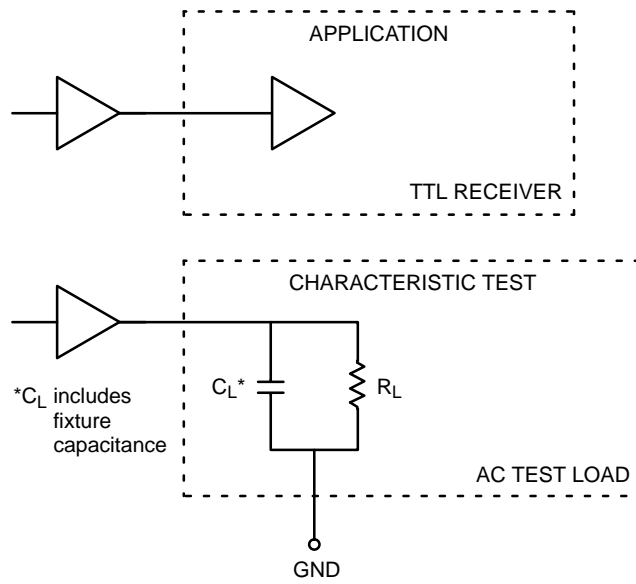 APPLICATION
TTL RECEIVER
CHARACTERISTIC TEST
*CL includes
fixture
capacitance
CL*
RL
AC TEST LOAD
GND